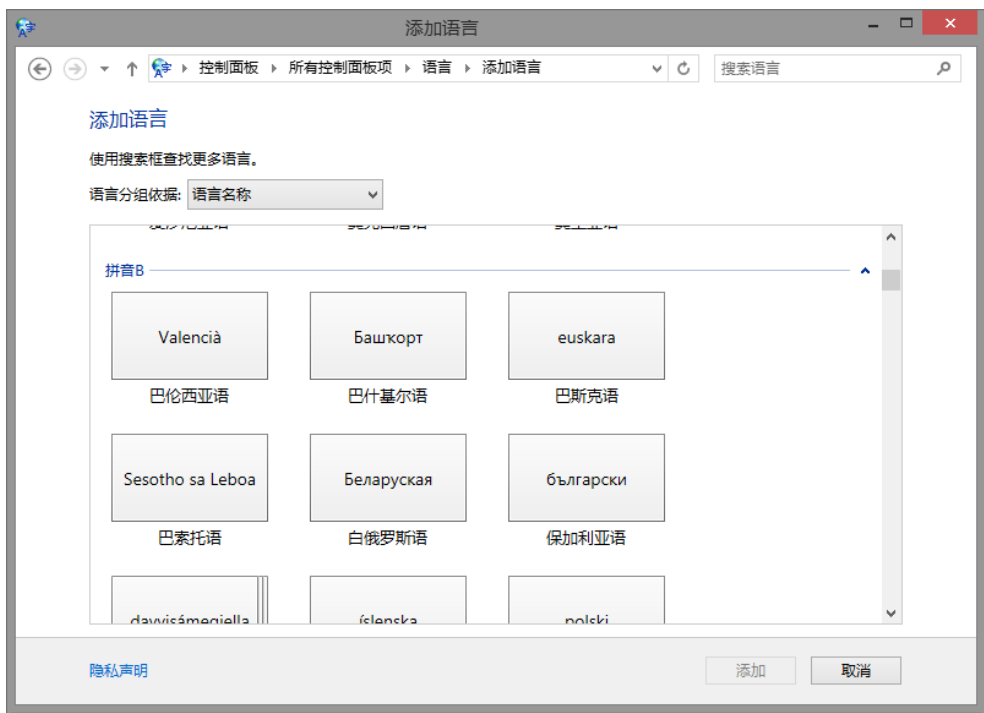 添加语言
控制面板 所有控制面板项 语言 添加语言 搜索语言
添加语言
使用搜索框查找更多语言。
语言分组依据: 语言名称
拼音B
Valencià Башҡорт euskara
巴伦西亚语 巴什基尔语 巴斯克语
Sesotho sa Leboa Беларуская български
巴索托语 白俄罗斯语 保加利亚语
davvisámegiella íslenska polski
隐私声明 添加 取消